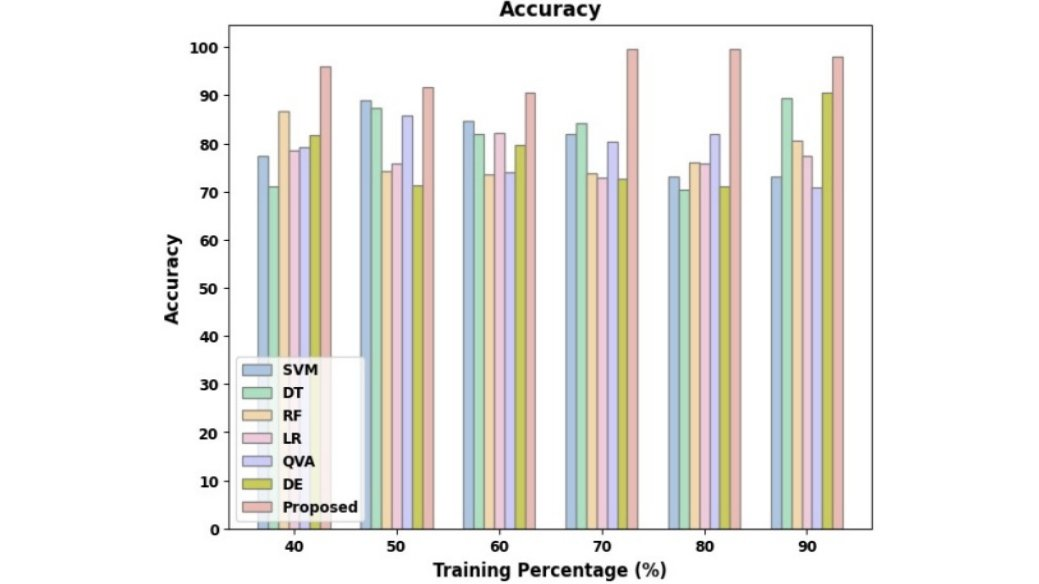 Accuracy
100
90
80
70
60
50
40
30
20
10
0
Accuracy
SVM
DT
RF
LR
QVA
DE
Proposed
40 50 60 70 80 90
Training Percentage (%)